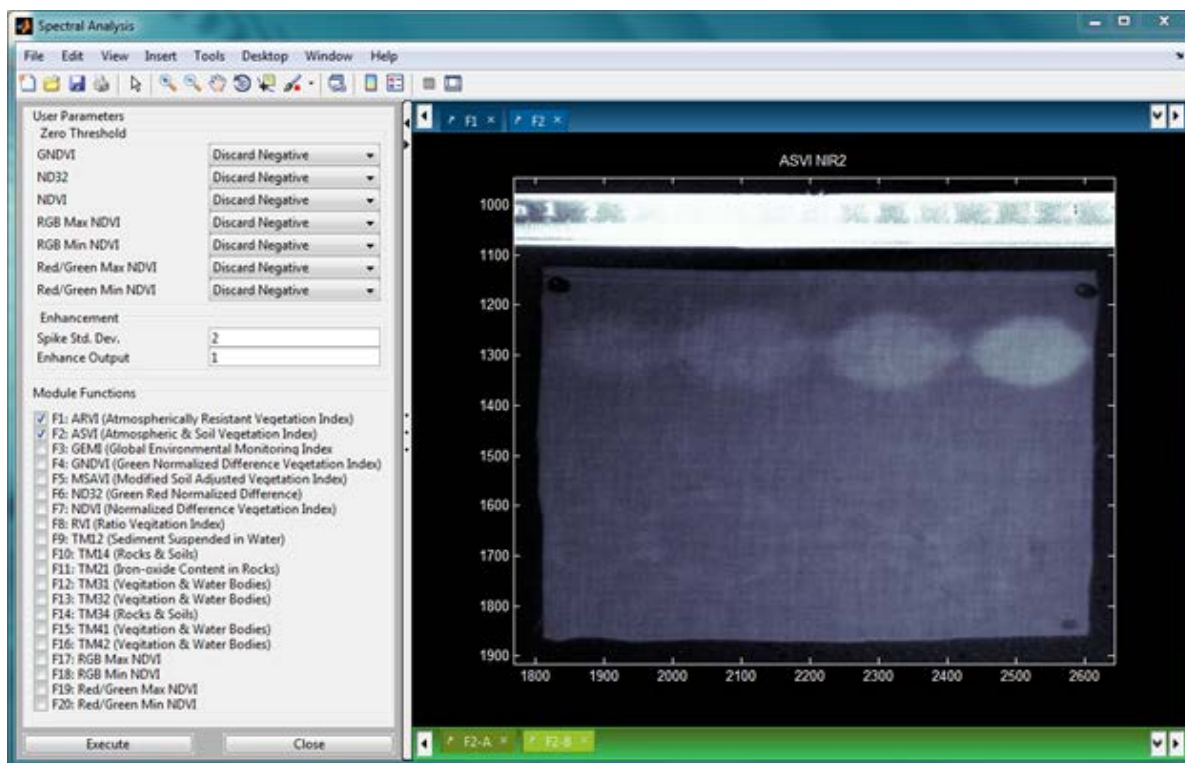 Spectral Analysis
File Edit View Insert Tools Desktop Window Help
User Parameters
Zero Threshold
GNDVI Discard Negative
ND32 Discard Negative
NDVI Discard Negative
RGB Max NDVI Discard Negative
RGB Min NDVI Discard Negative
Red/Green Max NDVI Discard Negative
Red/Green Min NDVI Discard Negative
Enhancement
Spike Std. Dev. 2
Enhance Output 1
Module Functions
F1: ARVI (Atmospherically Resistant Vegetation Index)
F2: ASVI (Atmospheric & Soil Vegetation Index)
F3: GEMI (Global Environmental Monitoring Index
F4: GNDVI (Green Normalized Difference Vegetation Index)
F5: MSAVI (Modified Soil Adjusted Vegetation Index)
F6: ND32 (Green Red Normalized Difference)
F7: NDVI (Normalized Difference Vegetation Index)
F8: RVI (Ratio Vegitation Index)
F9: TM12 (Sediment Suspended in Water)
F10: TM14 (Rocks & Soils)
F11: TM21 (Iron-oxide Content in Rocks)
F12: TM31 (Vegitation & Water Bodies)
F13: TM32 (Vegitation & Water Bodies)
F14: TM34 (Rocks & Soils)
F15: TM41 (Vegitation & Water Bodies)
F16: TM42 (Vegitation & Water Bodies)
F17: RGB Max NDVI
F18: RGB Min NDVI
F19: Red/Green Max NDVI
F20: Red/Green Min NDVI
Execute Close
F1 F2
ASVI NIR2
1000
1100
1200
1300
1400
1500
1600
1700
1800
1900
1800 1900 2000 2100 2200 2300 2400 2500 2600
F2-A F2-B